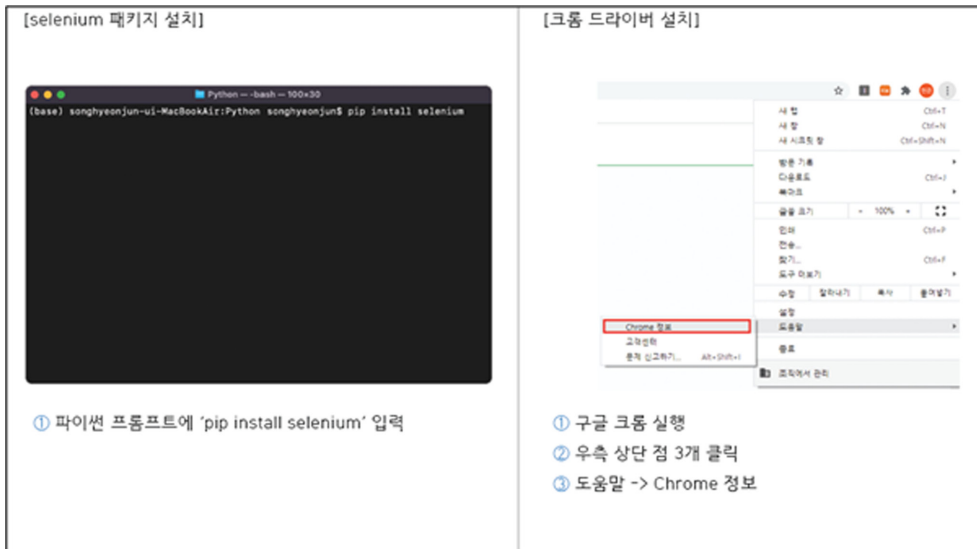 [selenium 패키지 설치]
Python — -bash — 100×30
(base) songhyeonjun-ui-MacBookAir:Python songhyeonjun$ pip install selenium
① 파이썬 프롬프트에 ‘pip install selenium’ 입력
[크롬 드라이버 설치]
새 탭 Ctrl+T
새 창 Ctrl+N
새 시크릿 창 Ctrl+Shift+N
방문 기록
다운로드 Ctrl+J
북마크
글꼴 크기 - 100% +
인쇄 Ctrl+P
전송...
찾기... Ctrl+F
도구 더보기
수정 잘라내기 복사 붙여넣기
설정
도움말
Chrome 정보
고객센터
문제 신고하기... Alt+Shift+I
종료
조직에서 관리
① 구글 크롬 실행
② 우측 상단 점 3개 클릭
③ 도움말 -> Chrome 정보